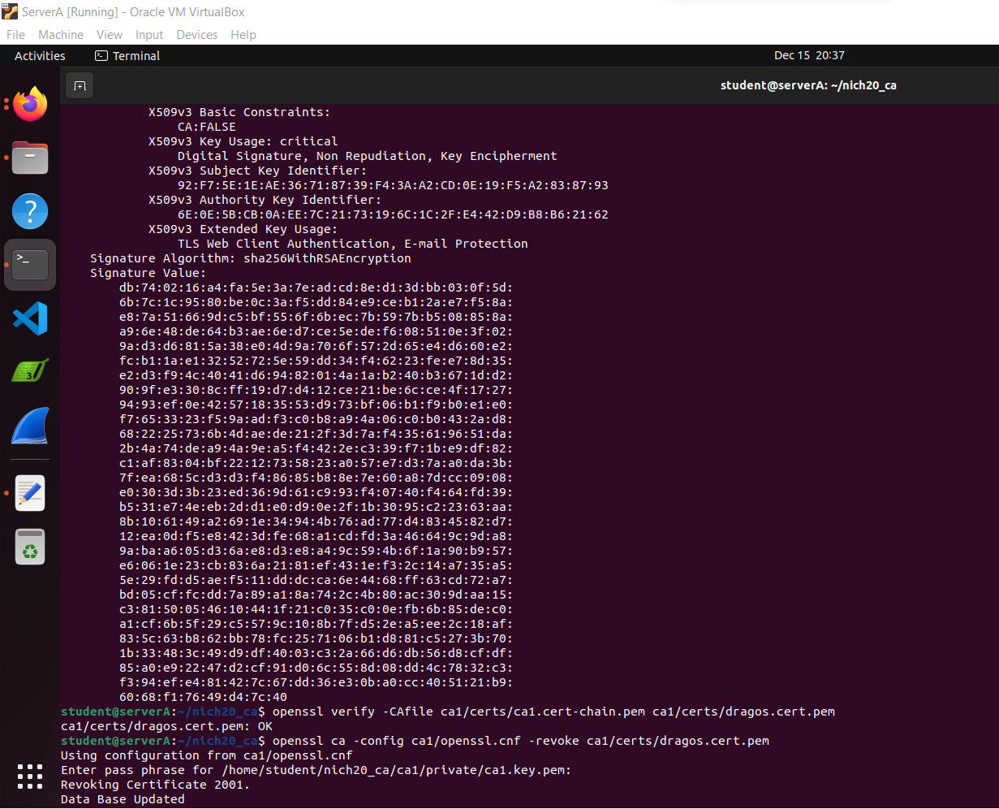 ServerA [Running] - Oracle VM VirtualBox
File Machine View Input Devices Help
Activities Terminal Dec 15 20:37
student@serverA: ~/nich20_ca
X509v3 Basic Constraints:
CA:FALSE
X509v3 Key Usage: critical
Digital Signature, Non Repudiation, Key Encipherment
X509v3 Subject Key Identifier:
92:F7:5E:1E:AE:36:71:87:39:F4:3A:A2:CD:0E:19:F5:A2:83:87:93
X509v3 Authority Key Identifier:
6E:0E:5B:CB:0A:EE:7C:21:73:19:6C:1C:2F:E4:42:D9:B8:B6:21:62
X509v3 Extended Key Usage:
TLS Web Client Authentication, E-mail Protection
Signature Algorithm: sha256WithRSAEncryption
Signature Value:
db:74:02:16:a4:fa:5e:3a:7e:ad:cd:8e:d1:3d:bb:03:0f:5d:
6b:7c:1c:95:80:be:0c:3a:f5:dd:84:e9:ce:b1:2a:e7:f5:8a:
e8:7a:51:66:9d:c5:bf:55:6f:6b:ec:7b:59:7b:b5:08:85:8a:
a9:6e:48:de:64:b3:ae:6e:d7:ce:5e:de:f6:08:51:0e:3f:02:
9a:d3:d6:81:5a:38:e0:4d:9a:70:6f:57:2d:65:e4:d6:60:e2:
fc:b1:1a:e1:32:52:72:5e:59:dd:34:f4:62:23:fe:e7:8d:35:
e2:d3:f9:4c:40:41:d6:94:82:01:4a:1a:b2:40:b3:67:1d:d2:
90:9f:e3:30:8c:ff:19:d7:d4:12:ce:21:be:6c:ce:4f:17:27:
94:93:ef:0e:42:57:18:35:53:d9:73:bf:06:b1:f9:b0:e1:e0:
f7:65:33:23:f5:9a:ad:f3:c0:b8:a9:4a:06:c0:b0:43:2a:d8:
68:22:25:73:6b:4d:ae:de:21:2f:3d:7a:f4:35:61:96:51:da:
2b:4a:74:de:a9:4a:9e:a5:f4:42:2e:c3:39:f7:1b:e9:df:82:
c1:af:83:04:bf:22:12:73:58:23:a0:57:e7:d3:7a:a0:da:3b:
7f:ea:68:5c:d3:d3:f4:86:85:b8:8e:7e:60:a8:7d:cc:09:08:
e0:30:3d:3b:23:ed:36:9d:61:c9:93:f4:07:40:f4:64:fd:39:
b5:31:e7:4e:eb:2d:d1:e0:d9:0e:2f:1b:30:95:c2:23:63:aa:
8b:10:61:49:a2:69:1e:34:94:4b:76:ad:77:d4:83:45:82:d7:
12:ea:0d:f5:e8:42:3d:fe:68:a1:cd:fd:3a:46:64:9c:9d:a8:
9a:ba:a6:05:d3:6a:e8:d3:e8:a4:9c:59:4b:6f:1a:90:b9:57:
e6:06:1e:23:cb:83:6a:21:81:ef:43:1e:f3:2c:14:a7:35:a5:
5e:29:fd:d5:ae:f5:11:dd:dc:ca:6e:44:68:ff:63:cd:72:a7:
bd:05:cf:fc:dd:7a:89:a1:8a:74:2c:4b:80:ac:30:9d:aa:15:
c3:81:50:05:46:10:44:1f:21:c0:35:c0:0e:fb:6b:85:de:c0:
a1:cf:6b:5f:29:c5:57:9c:10:8b:7f:d5:2e:a5:ee:2c:18:af:
83:5c:63:b8:62:bb:78:fc:25:71:06:b1:d8:81:c5:27:3b:70:
1b:33:48:3c:49:d9:df:40:03:c3:2a:66:d6:db:56:d8:cf:df:
85:a0:e9:22:47:d2:cf:91:d0:6c:55:8d:08:dd:4c:78:32:c3:
f3:94:ef:e4:81:42:7c:67:dd:36:e3:0b:a0:cc:40:51:21:b9:
60:68:f1:76:49:d4:7c:40
student@serverA:~/nich20_ca$ openssl verify -CAfile ca1/certs/ca1.cert-chain.pem ca1/certs/dragos.cert.pem
ca1/certs/dragos.cert.pem: OK
student@serverA:~/nich20_ca$ openssl ca -config ca1/openssl.cnf -revoke ca1/certs/dragos.cert.pem
Using configuration from ca1/openssl.cnf
Enter pass phrase for /home/student/nich20_ca/ca1/private/ca1.key.pem:
Revoking Certificate 2001.
Data Base Updated